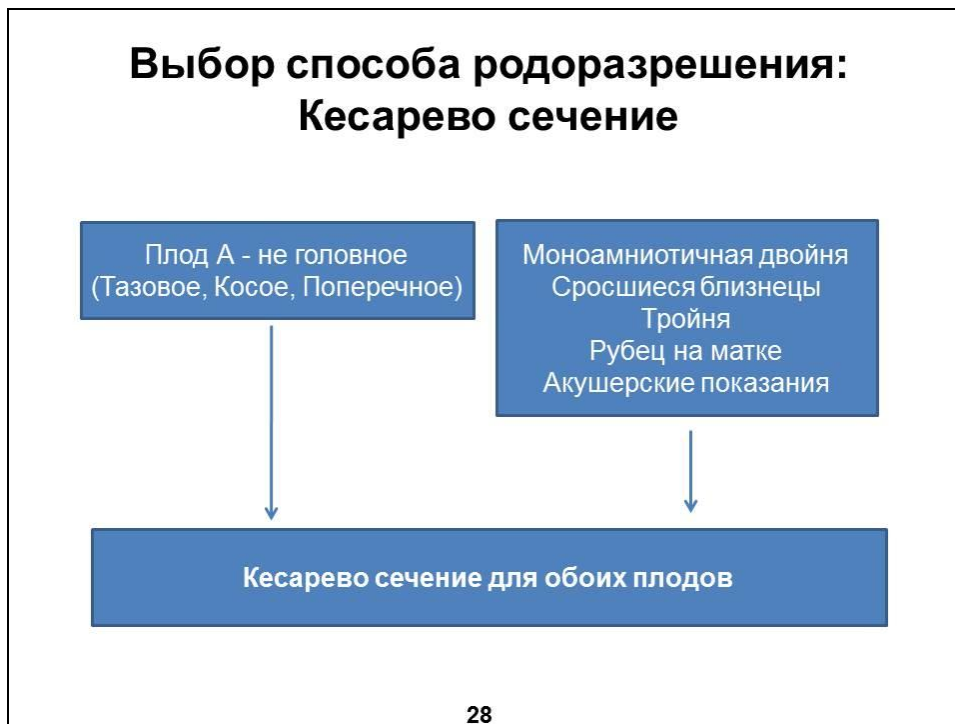 Выбор способа родоразрешения:
Кесарево сечение
Плод А - не головное
(Тазовое, Косое, Поперечное)
Моноамниотичная двойня
Сросшиеся близнецы
Тройня
Рубец на матке
Акушерские показания
Кесарево сечение для обоих плодов
28